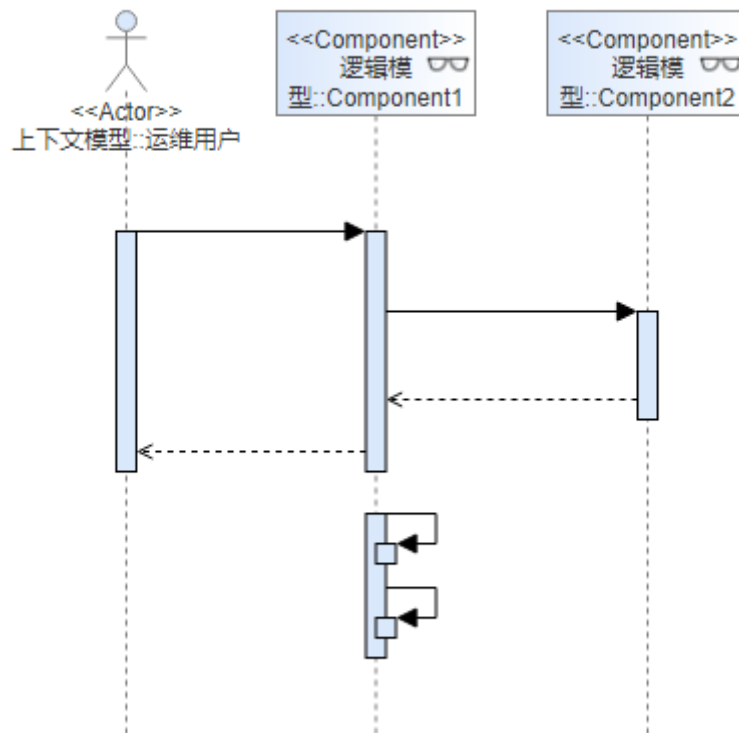 <<Actor>>
上下文模型::运维用户
<<Component>>
逻辑模
型::Component1
<<Component>>
逻辑模
型::Component2